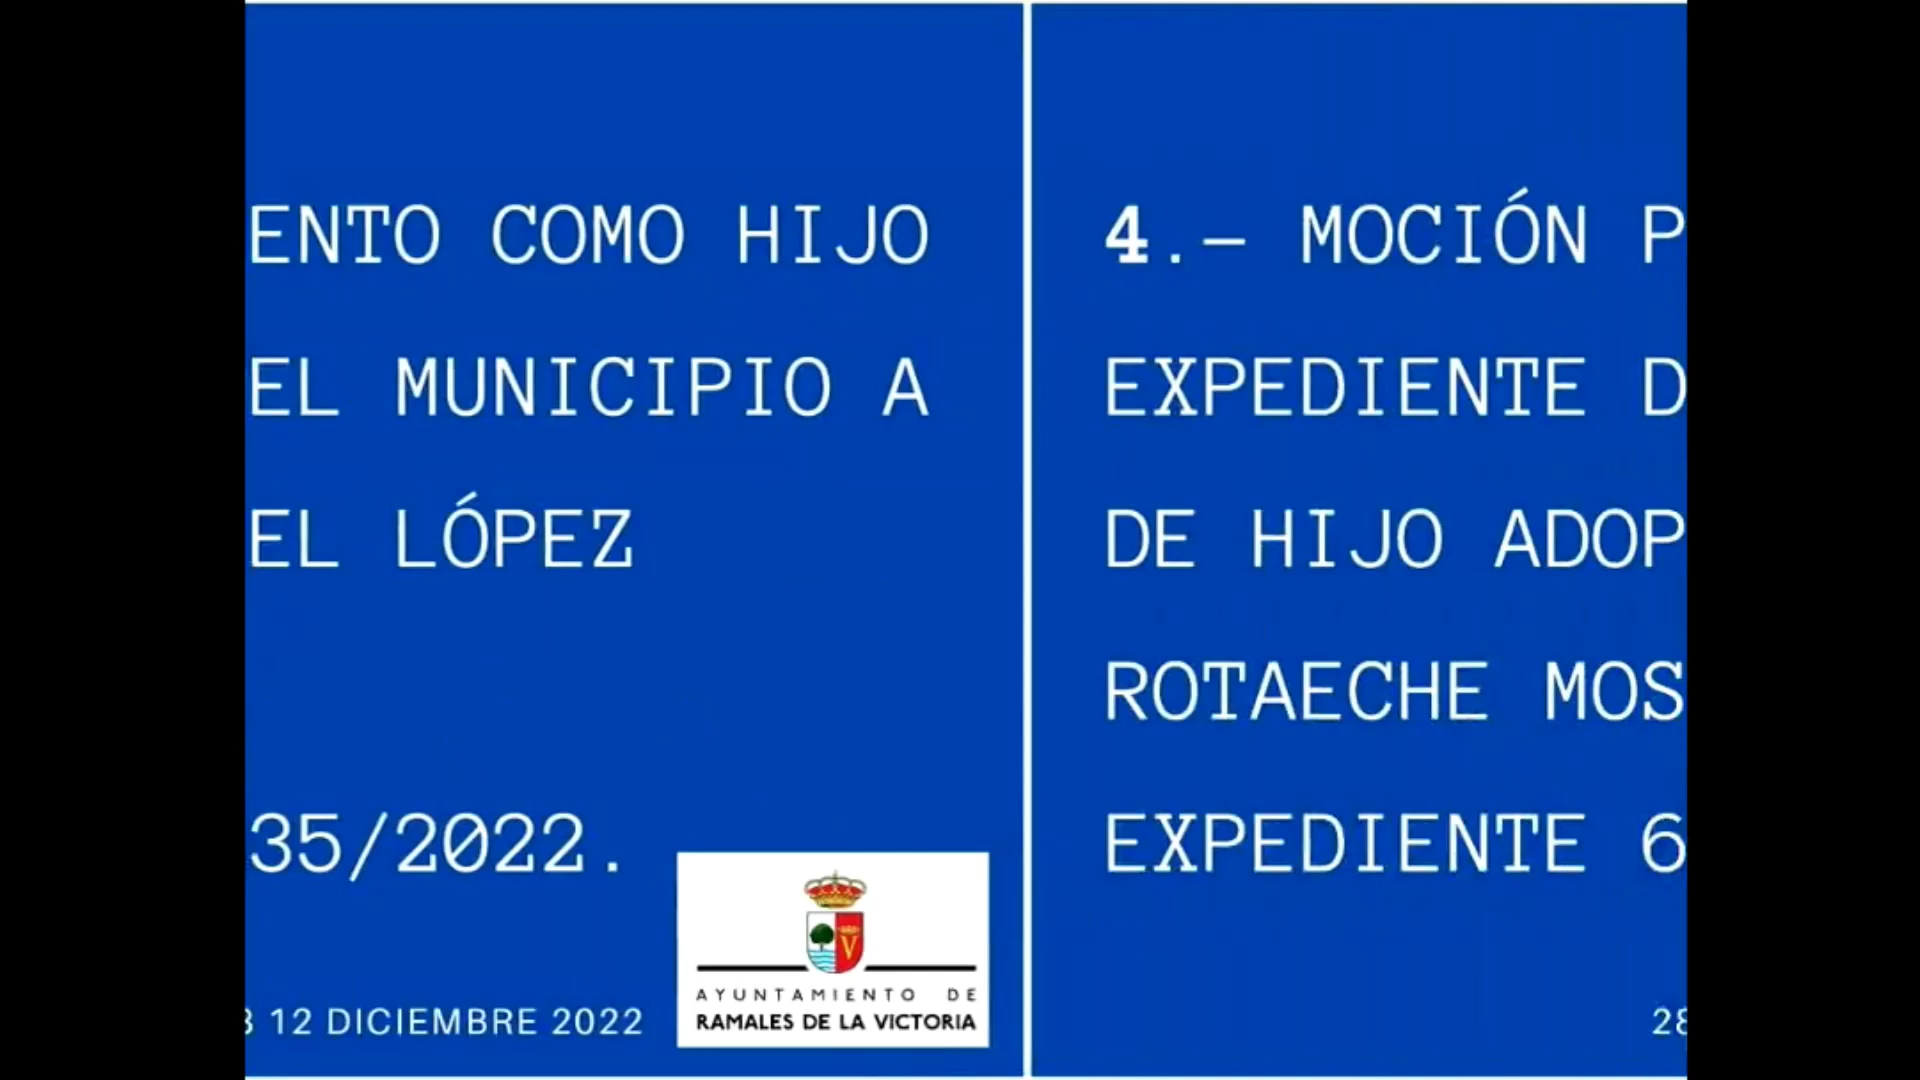 ENTO COMO HIJO
EL MUNICIPIO A
EL LÓPEZ
35/2022.
12 DICIEMBRE 2022
V
AYUNTAMIENTO DE
RAMALES DE LA VICTORIA
4.– MOCIÓN P
EXPEDIENTE D
DE HIJO ADOP
ROTAECHE MOS
EXPEDIENTE 6
28